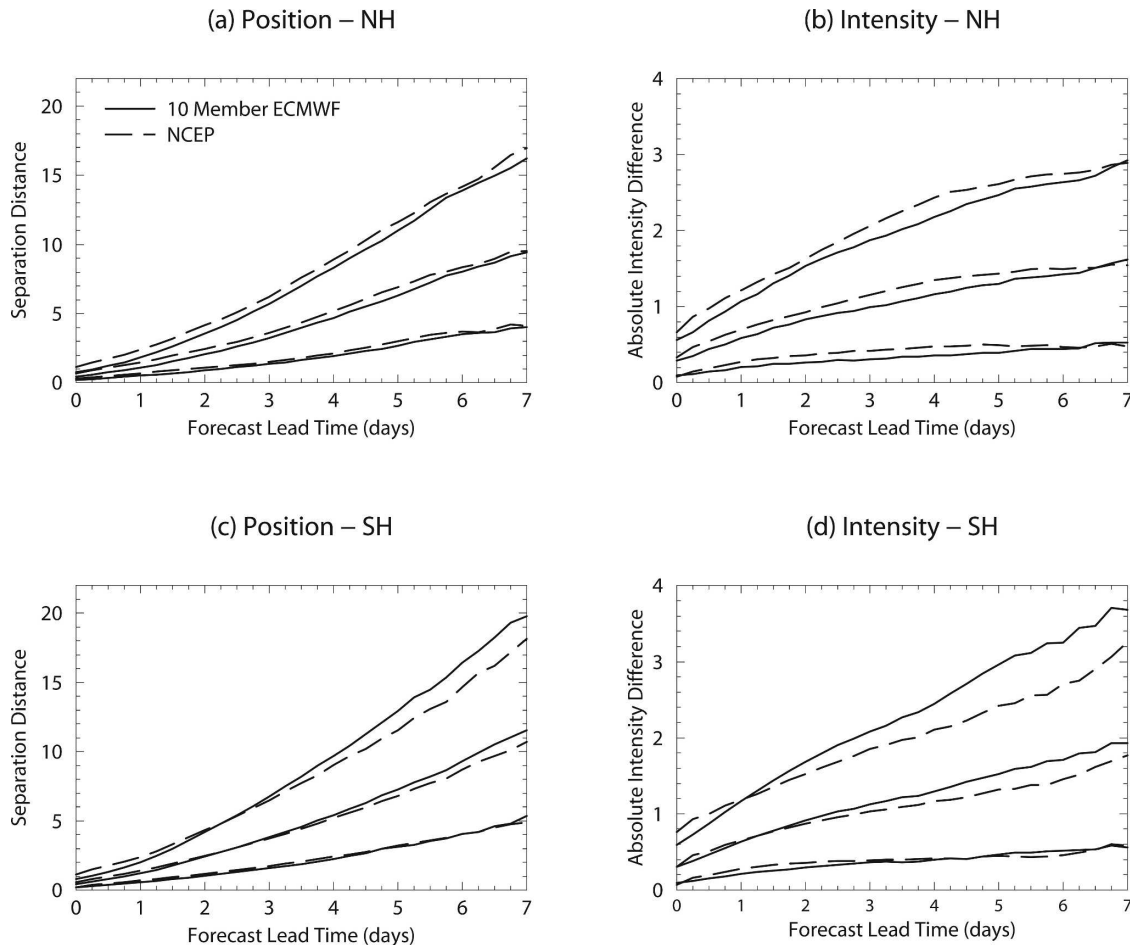 (a) Position – NH
20
15
10
5
0
Separation Distance
10 Member ECMWF
NCEP
0 1 2 3 4 5 6 7
Forecast Lead Time (days)
(b) Intensity – NH
4
3
2
1
0
Absolute Intensity Difference
0 1 2 3 4 5 6 7
Forecast Lead Time (days)
(c) Position – SH
20
15
10
5
0
Separation Distance
0 1 2 3 4 5 6 7
Forecast Lead Time (days)
(d) Intensity – SH
4
3
2
1
0
Absolute Intensity Difference
0 1 2 3 4 5 6 7
Forecast Lead Time (days)